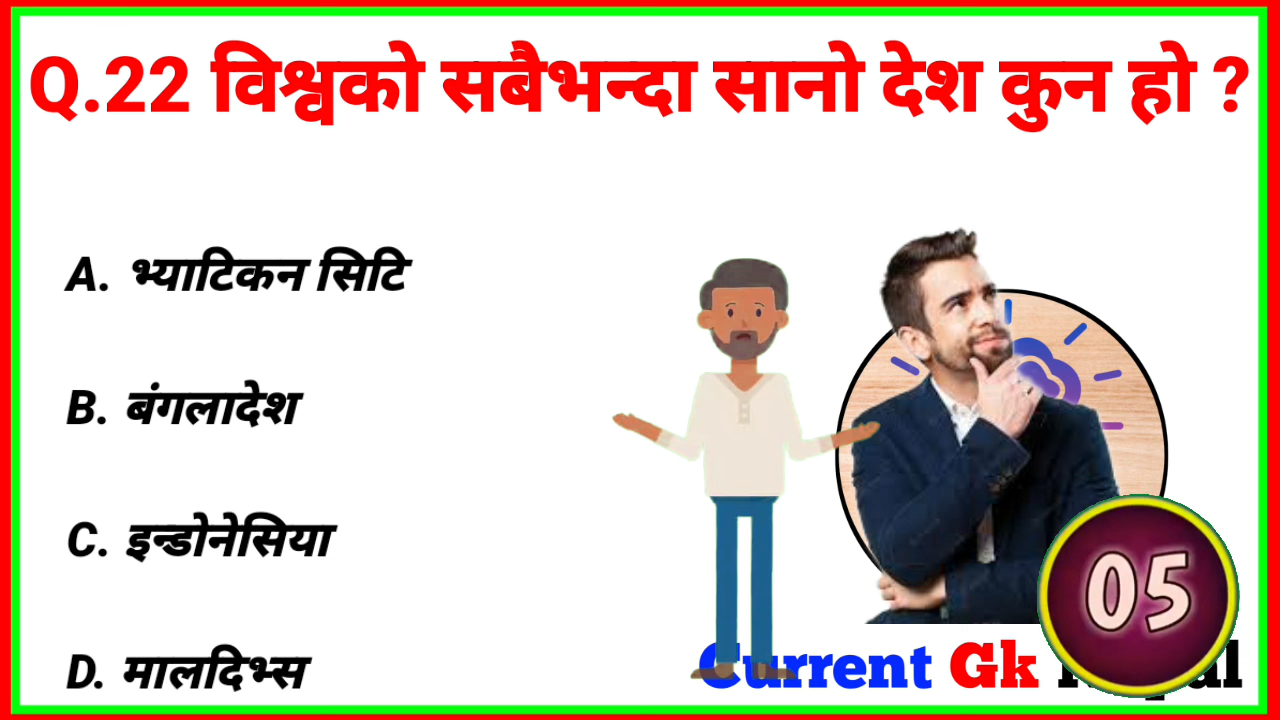 Q.22 विश्वको सबैभन्दा सानो देश कुन हो ?
A. भ्याटिकन सिटि
B. बंगलादेश
C. इन्डोनेसिया
D. मालदिभ्स
05
Current Gk